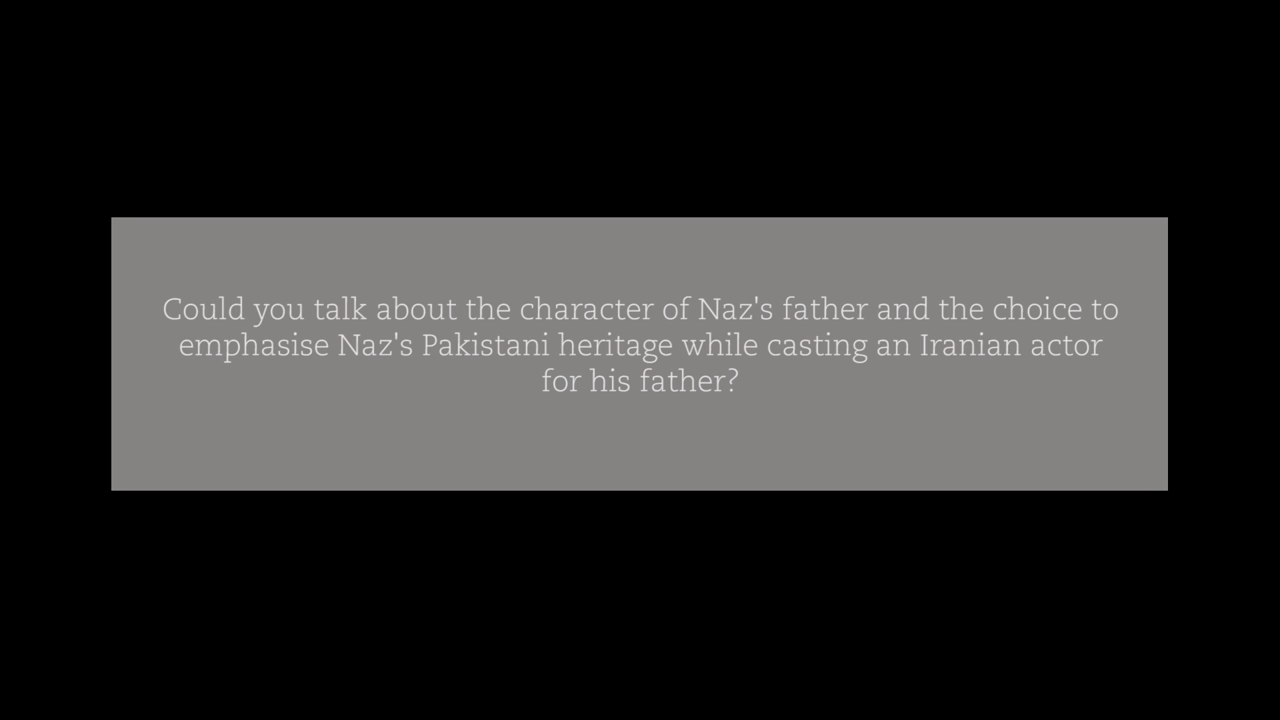 Could you talk about the character of Naz's father and the choice to
emphasise Naz's Pakistani heritage while casting an Iranian actor
for his father?